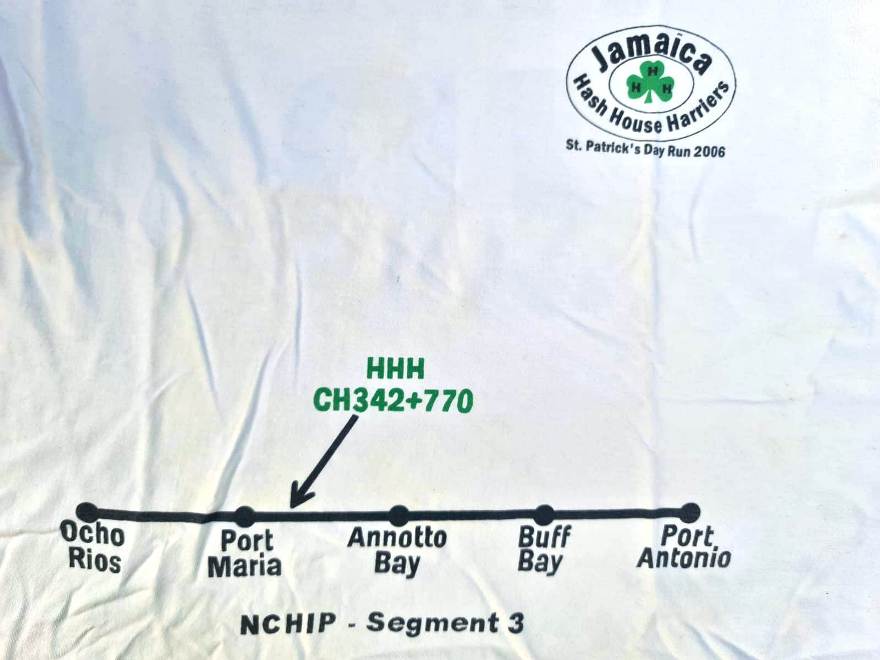 Jamaica
H
H H
Hash House Harriers
St. Patrick's Day Run 2006
HHH
CH342+770
Ocho Rios
Port Maria
Annotto Bay
Buff Bay
Port Antonio
NCHIP - Segment 3